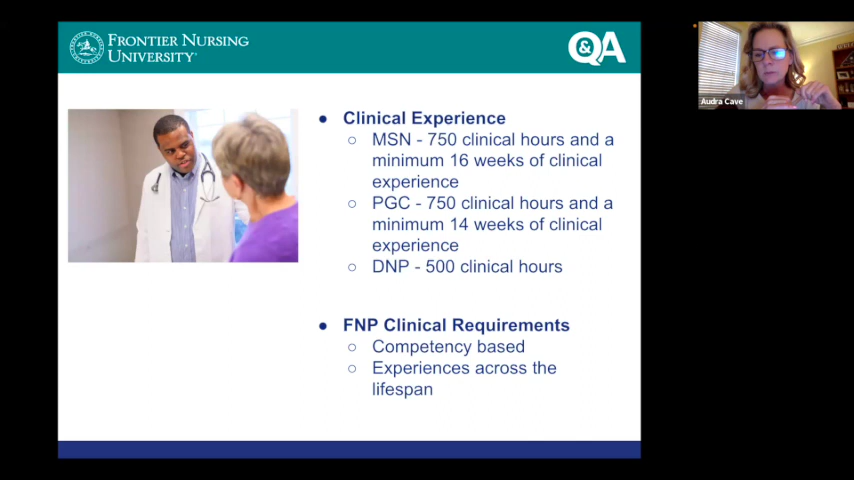 FRONTIER NURSING
UNIVERSITY
Q&A
Audra Cave
● Clinical Experience
○ MSN - 750 clinical hours and a
minimum 16 weeks of clinical
experience
○ PGC - 750 clinical hours and a
minimum 14 weeks of clinical
experience
○ DNP - 500 clinical hours
● FNP Clinical Requirements
○ Competency based
○ Experiences across the
lifespan